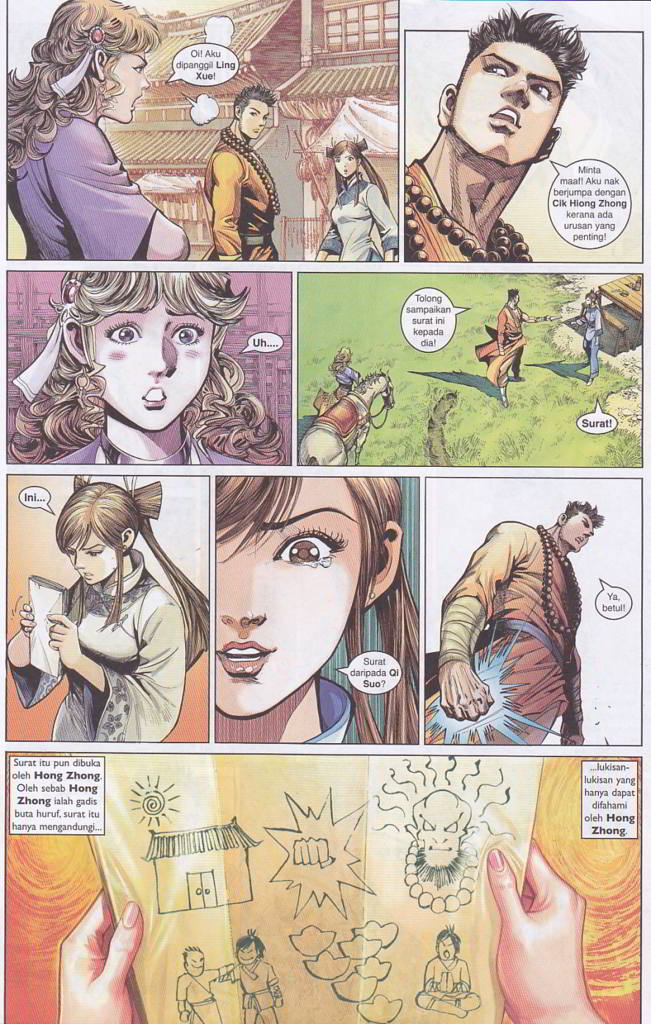 Oi! Aku
dipanggil Ling
Xue!
Minta
maaf! Aku nak
berjumpa dengan
Cik Hiong Zhong
kerana ada
urusan yang
penting!
Uh....
Tolong
sampaikan
surat ini
kepada
dia!
Surat!
Ini...
Surat
daripada Qi
Suo?
Ya,
betul!
Surat itu pun dibuka
oleh Hong Zhong.
Oleh sebab Hong
Zhong ialah gadis
buta huruf, surat itu
hanya mengandungi...
...lukisan-
lukisan yang
hanya dapat
difahami
oleh Hong
Zhong.